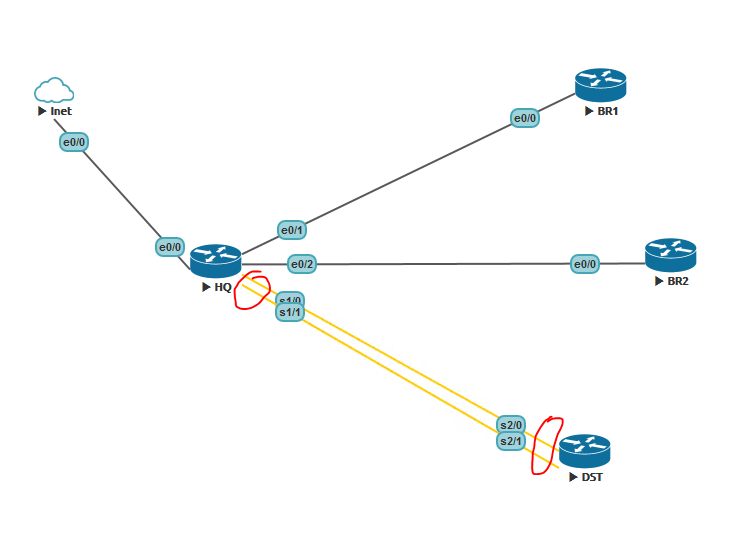 Inet
e0/0
e0/0
HQ
e0/1
e0/0
BR1
e0/2
e0/0
BR2
s1/0
s1/1
s2/0
s2/1
DST